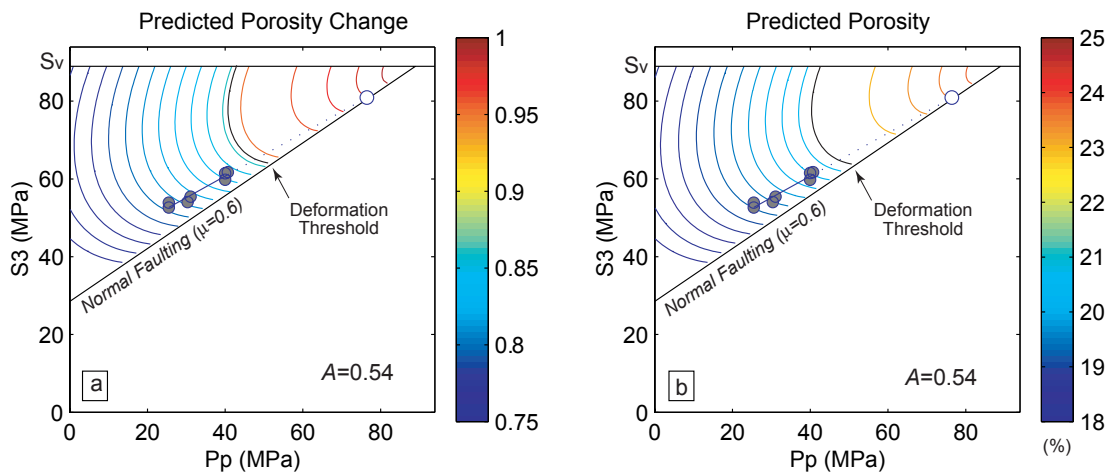 Predicted Porosity Change
Sv
80
60
40
20
0
S3 (MPa)
0 20 40 60 80
Pp (MPa)
Normal Faulting (µ=0.6)
Deformation
Threshold
a
A=0.54
1
0.95
0.9
0.85
0.8
0.75
Predicted Porosity
Sv
80
60
40
20
0
S3 (MPa)
0 20 40 60 80
Pp (MPa)
Normal Faulting (µ=0.6)
Deformation
Threshold
b
A=0.54
25
24
23
22
21
20
19
18
(%)